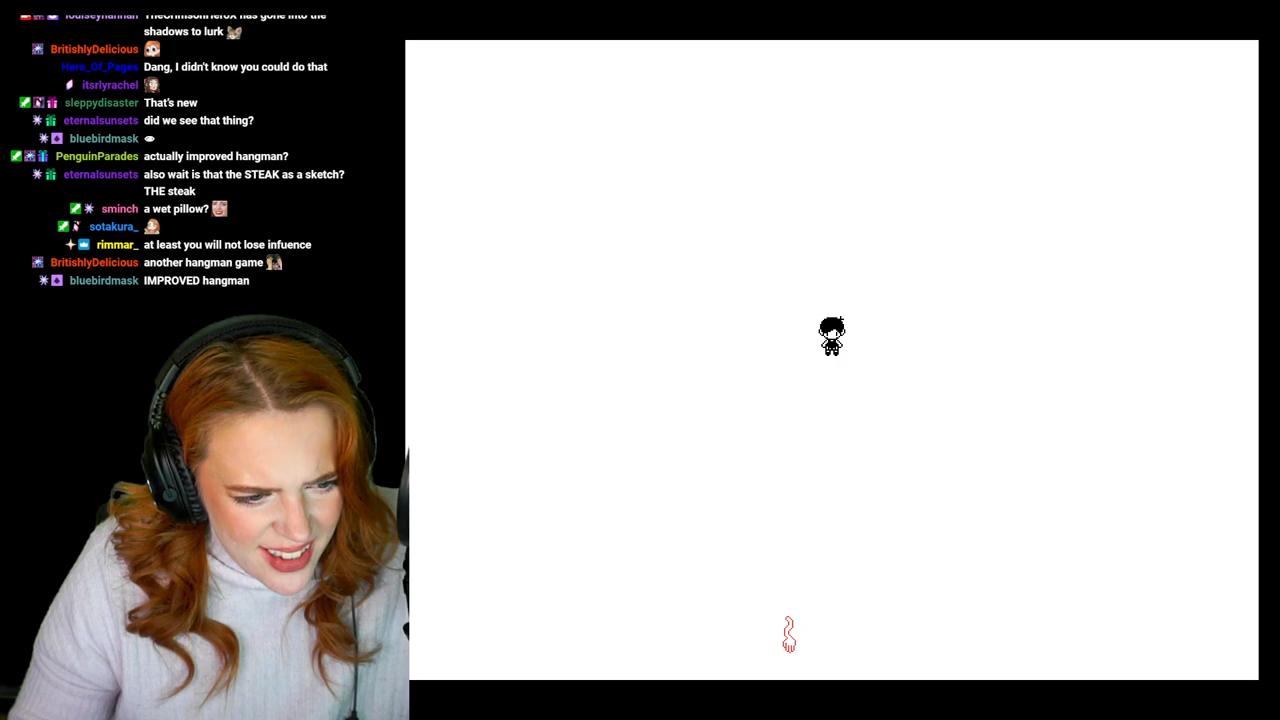 louiseyhannah TheCrimsonHeroX has gone into the
shadows to lurk
BritishlyDelicious
Hero_Of_Pages Dang, I didn't know you could do that
itsrlyrachel
sleppydisaster That's new
eternalsunsets did we see that thing?
bluebirdmask
PenguinParades actually improved hangman?
eternalsunsets also wait is that the STEAK as a sketch?
THE steak
sminch a wet pillow?
sotakura_
rimmar_ at least you will not lose infuence
BritishlyDelicious another hangman game
bluebirdmask IMPROVED hangman